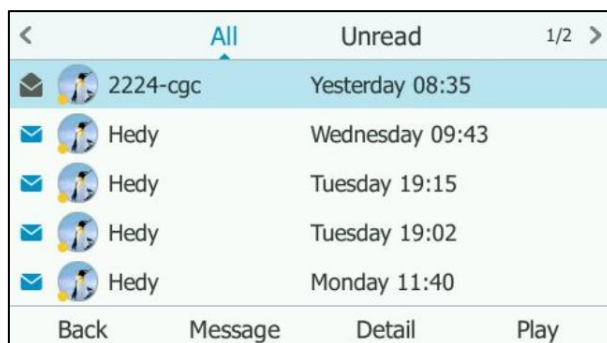 All Unread 1/2
2224-cgc Yesterday 08:35
Hedy Wednesday 09:43
Hedy Tuesday 19:15
Hedy Tuesday 19:02
Hedy Monday 11:40
Back Message Detail Play